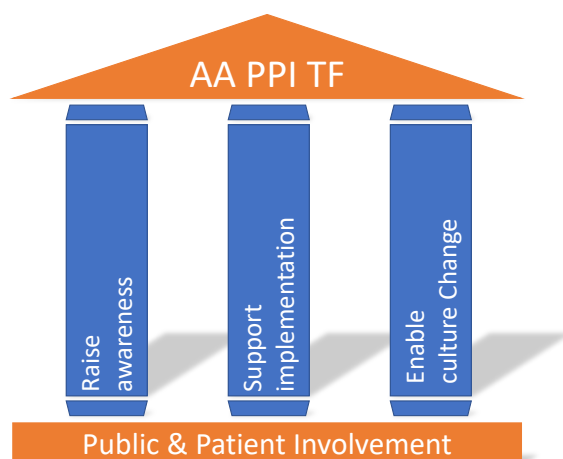 AA PPI TF
Raise
awareness
Support
implementation
Enable
culture Change
Public & Patient Involvement